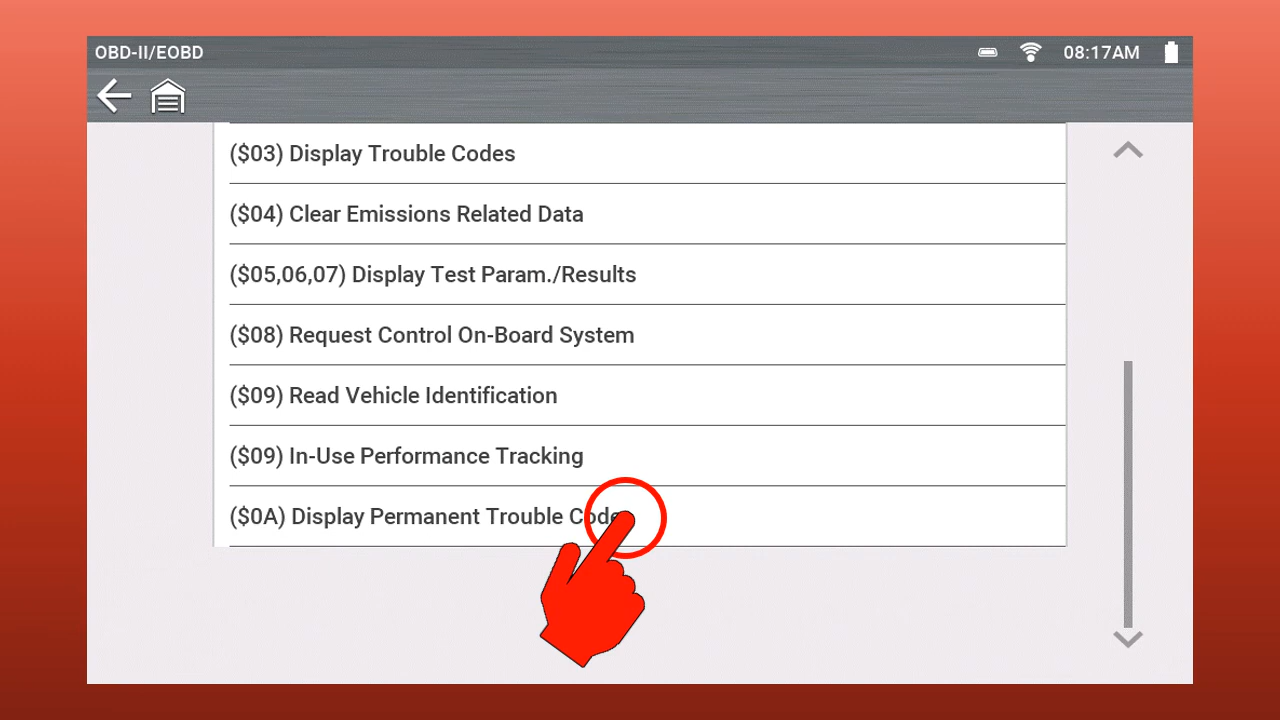 OBD-II/EOBD
08:17AM
($03) Display Trouble Codes
($04) Clear Emissions Related Data
($05,06,07) Display Test Param./Results
($08) Request Control On-Board System
($09) Read Vehicle Identification
($09) In-Use Performance Tracking
($0A) Display Permanent Trouble